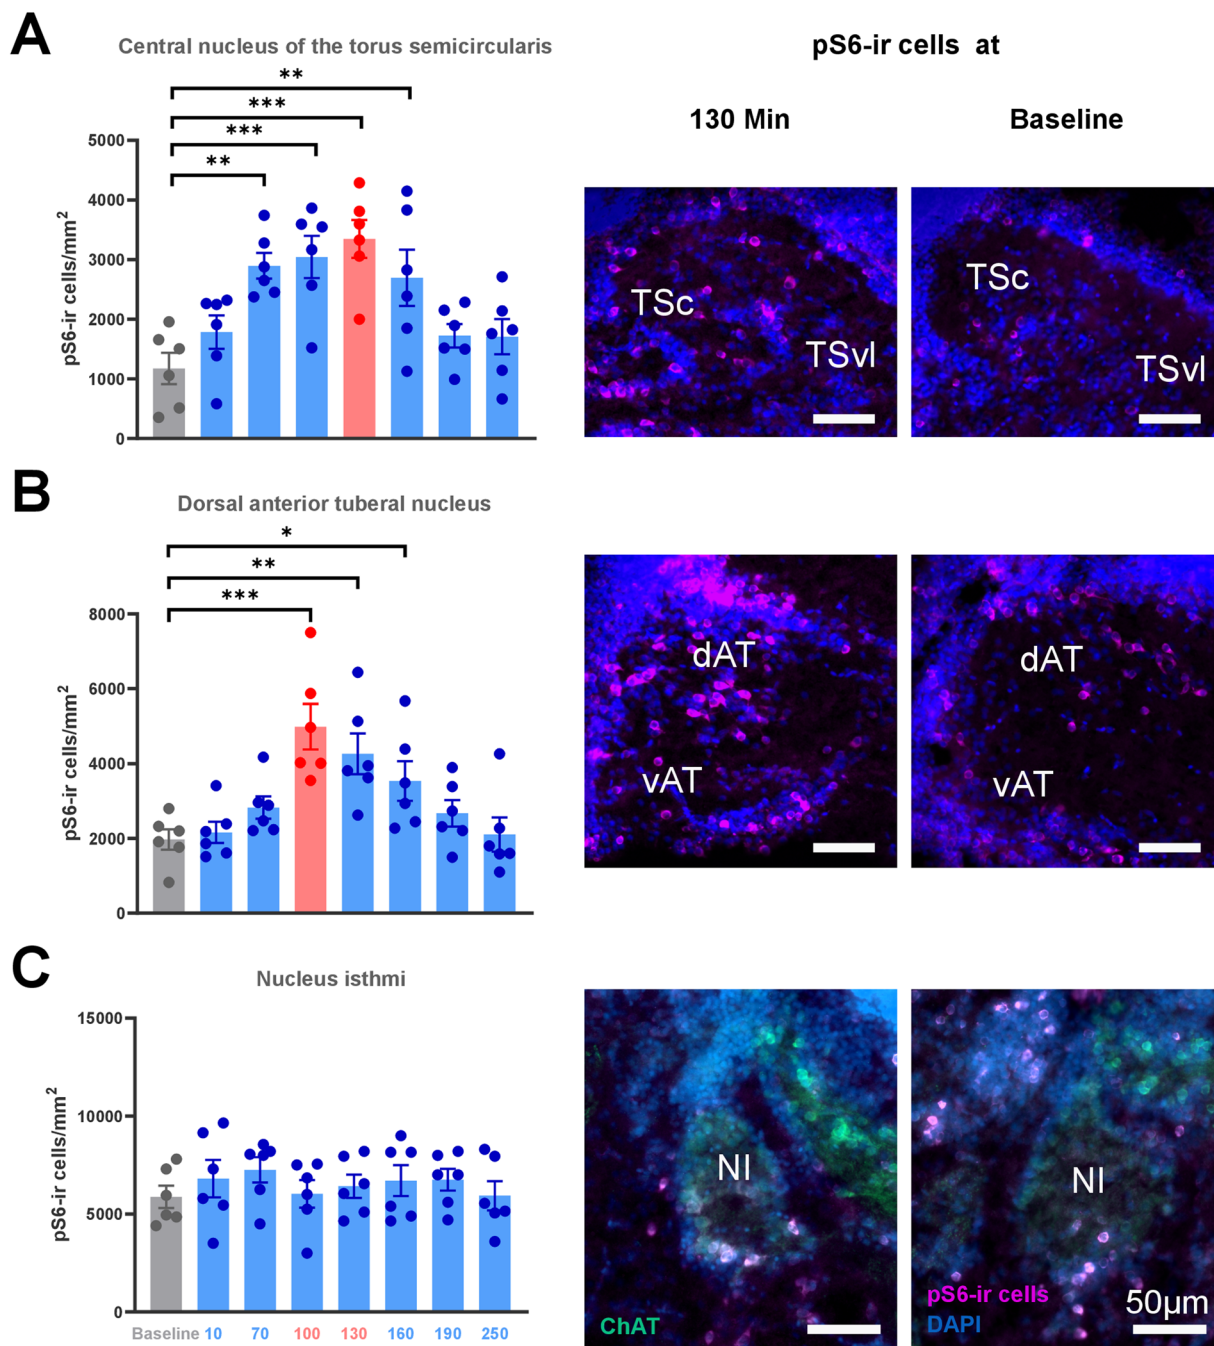 A
Central nucleus of the torus semicircularis
pS6-ir cells at
130 Min
Baseline
**
***
***
**
5000
4000
3000
2000
1000
0
pS6-ir cells/mm²
TSc
TSvl
TSc
TSvl
B
Dorsal anterior tuberal nucleus
*
**
***
8000
6000
4000
2000
0
pS6-ir cells/mm²
dAT
vAT
dAT
vAT
C
Nucleus isthmi
15000
10000
5000
0
pS6-ir cells/mm²
Baseline 10 70 100 130 160 190 250
NI
ChAT
NI
pS6-ir cells
DAPI
50µm